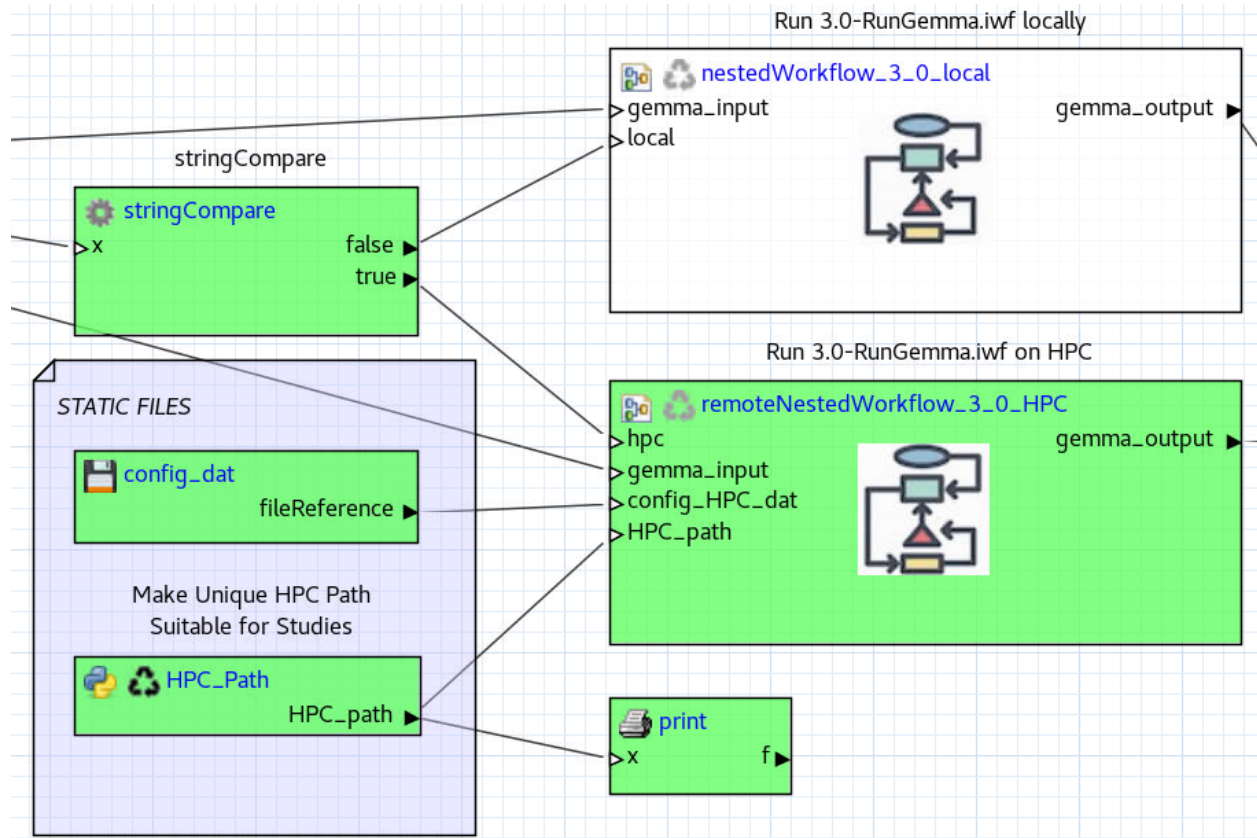 Run 3.0-RunGemma.iwf locally
nestedWorkflow_3_0_local
gemma_input
gemma_output
local
stringCompare
stringCompare
x
false
true
Run 3.0-RunGemma.iwf on HPC
remoteNestedWorkflow_3_0_HPC
hpc
gemma_output
gemma_input
config_HPC_dat
HPC_path
STATIC FILES
config_dat
fileReference
Make Unique HPC Path
Suitable for Studies
HPC_Path
HPC_path
print
x
f